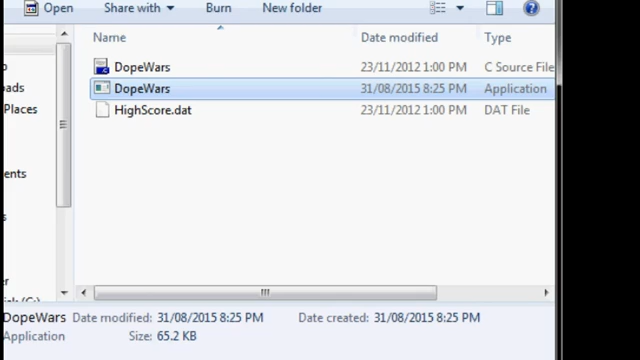 Open Share with Burn New folder
Name Date modified Type
DopeWars 23/11/2012 1:00 PM C Source File
oads DopeWars 31/08/2015 8:25 PM Application
Places HighScore.dat 23/11/2012 1:00 PM DAT File
ents
DopeWars Date modified: 31/08/2015 8:25 PM Date created: 31/08/2015 8:25 PM
Application Size: 65.2 KB